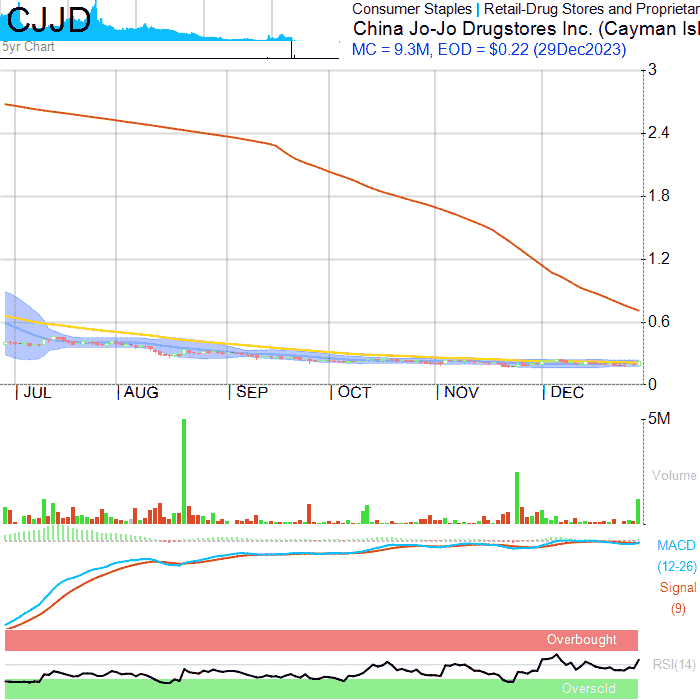 CJJD
Consumer Staples | Retail-Drug Stores and Proprietar
China Jo-Jo Drugstores Inc. (Cayman Isl
5yr Chart
MC = 9.3M, EOD = $0.22 (29Dec2023)
3
2.4
1.8
1.2
0.6
0
JUL AUG SEP OCT NOV DEC
5M
Volume
MACD
(12-26)
Signal
(9)
Overbought
RSI(14)
Oversold